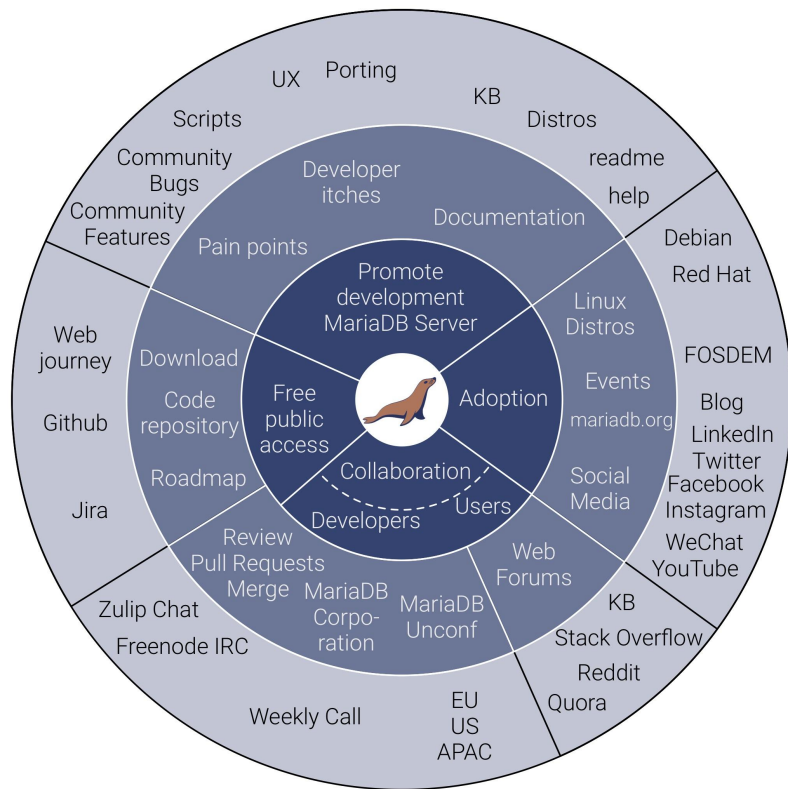 UX
Porting
KB
Scripts
Distros
Community
Bugs
readme
Community
Features
help
Developer
itches
Documentation
Pain points
Promote
development
MariaDB Server
Debian
Red Hat
FOSDEM
Blog
LinkedIn
Twitter
Facebook
Instagram
WeChat
YouTube
Linux
Distros
Events
mariadb.org
Social
Media
Adoption
Web
journey
Github
Jira
Download
Code
repository
Roadmap
Free
public
access
Collaboration
Developers
Users
Review
Pull Requests
Merge
MariaDB
Corpo-
ration
MariaDB
Unconf
Web
Forums
Zulip Chat
Freenode IRC
Weekly Call
EU
US
APAC
KB
Stack Overflow
Reddit
Quora